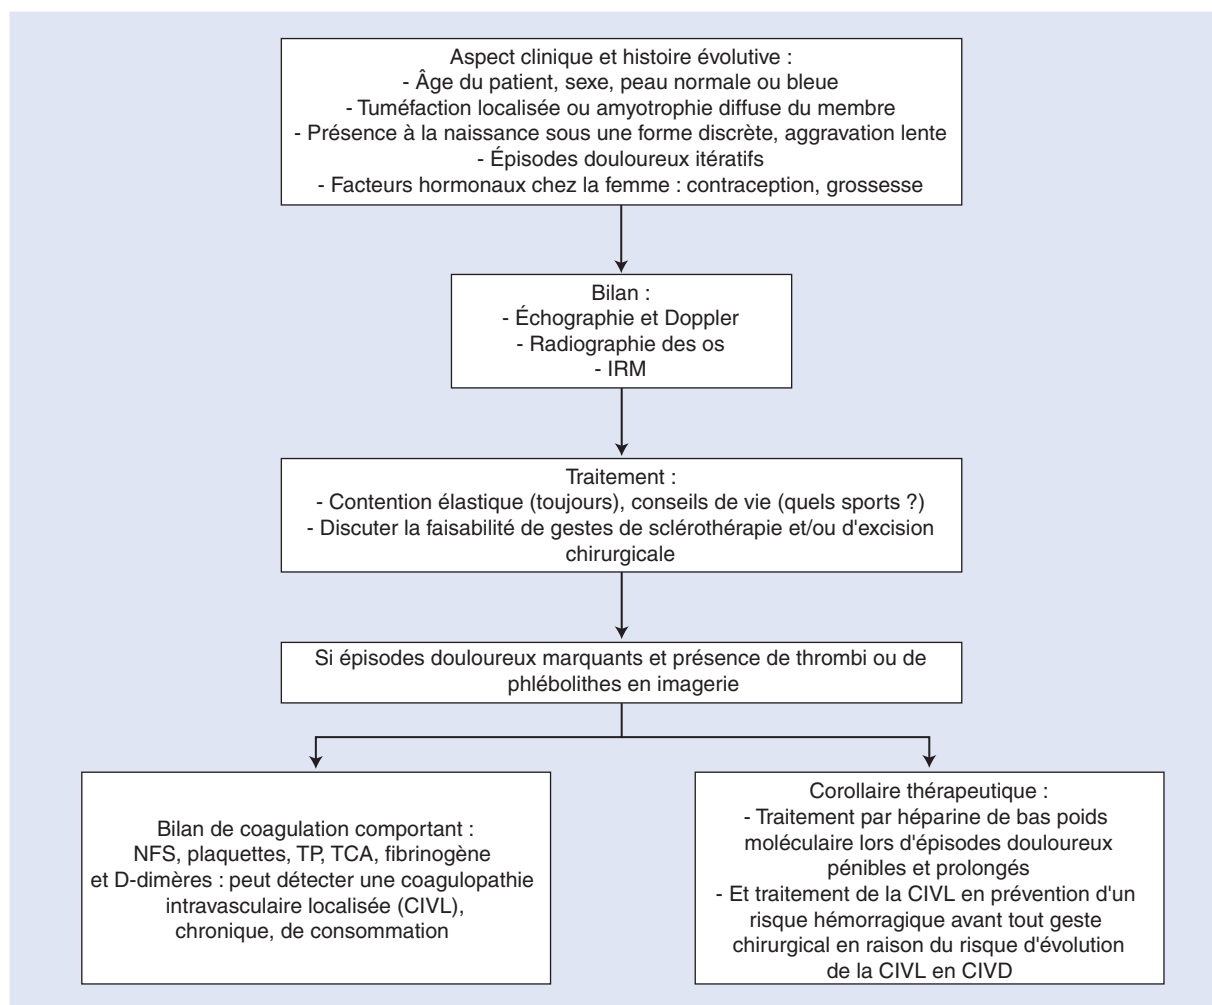 Aspect clinique et histoire évolutive :
- Âge du patient, sexe, peau normale ou bleue
- Tuméfaction localisée ou amyotrophie diffuse du membre
- Présence à la naissance sous une forme discrète, aggravation lente
- Épisodes douloureux itératifs
- Facteurs hormonaux chez la femme : contraception, grossesse
Bilan :
- Échographie et Doppler
- Radiographie des os
- IRM
Traitement :
- Contention élastique (toujours), conseils de vie (quels sports ?)
- Discuter la faisabilité de gestes de sclérothérapie et/ou d'excision
chirurgicale
Si épisodes douloureux marquants et présence de thrombi ou de
phlébolithes en imagerie
Bilan de coagulation comportant :
NFS, plaquettes, TP, TCA, fibrinogène
et D-dimères : peut détecter une coagulopathie
intravasculaire localisée (CIVL),
chronique, de consommation
Corollaire thérapeutique :
- Traitement par héparine de bas poids
moléculaire lors d'épisodes douloureux
pénibles et prolongés
- Et traitement de la CIVL en prévention d'un
risque hémorragique avant tout geste
chirurgical en raison du risque d'évolution
de la CIVL en CIVD